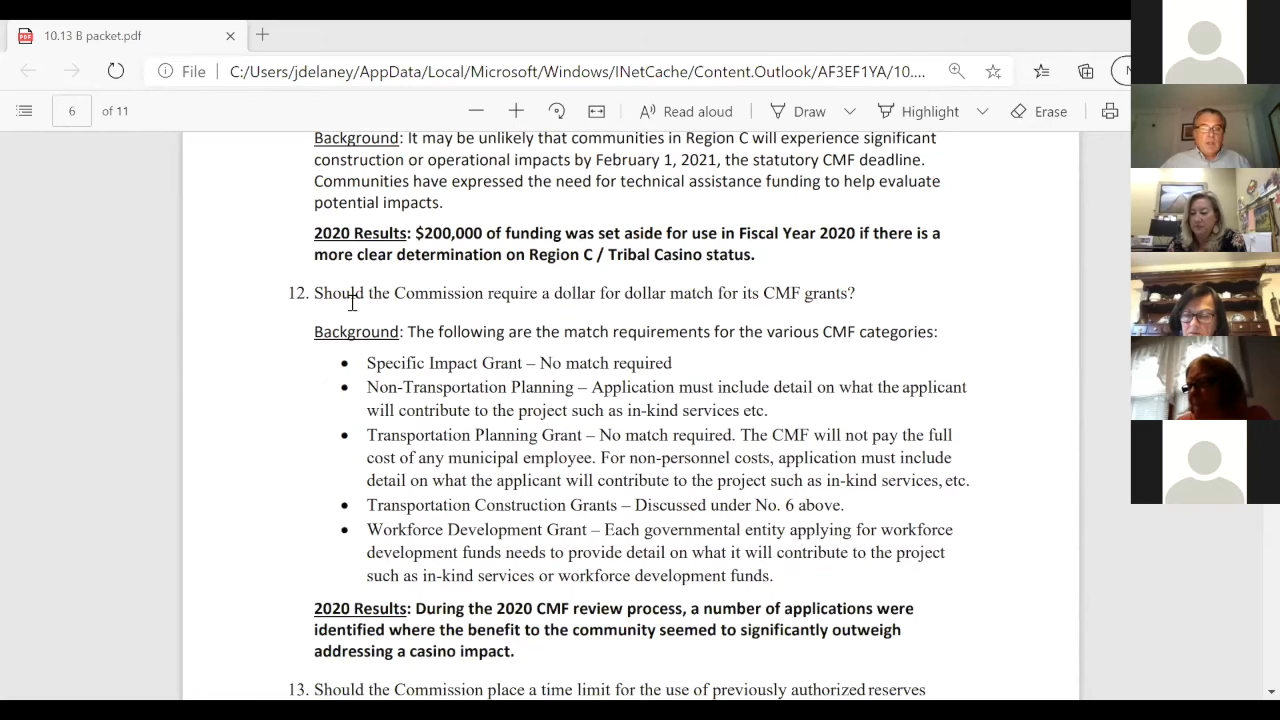 10.13 B packet.pdf
File C:/Users/jdelaney/AppData/Local/Microsoft/Windows/INetCache/Content.Outlook/AF3EF1YA/10....
6 of 11 Read aloud Draw Highlight Erase
Background: It may be unlikely that communities in Region C will experience significant
construction or operational impacts by February 1, 2021, the statutory CMF deadline.
Communities have expressed the need for technical assistance funding to help evaluate
potential impacts.
2020 Results: $200,000 of funding was set aside for use in Fiscal Year 2020 if there is a
more clear determination on Region C / Tribal Casino status.
12. Should the Commission require a dollar for dollar match for its CMF grants?
Background: The following are the match requirements for the various CMF categories:
• Specific Impact Grant – No match required
• Non-Transportation Planning – Application must include detail on what the applicant
will contribute to the project such as in-kind services etc.
• Transportation Planning Grant – No match required. The CMF will not pay the full
cost of any municipal employee. For non-personnel costs, application must include
detail on what the applicant will contribute to the project such as in-kind services, etc.
• Transportation Construction Grants – Discussed under No. 6 above.
• Workforce Development Grant – Each governmental entity applying for workforce
development funds needs to provide detail on what it will contribute to the project
such as in-kind services or workforce development funds.
2020 Results: During the 2020 CMF review process, a number of applications were
identified where the benefit to the community seemed to significantly outweigh
addressing a casino impact.
13. Should the Commission place a time limit for the use of previously authorized reserves